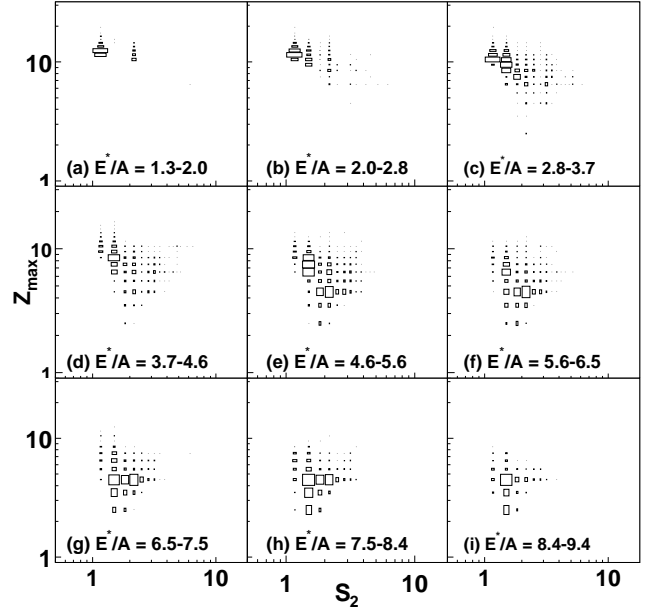 10
1
(a) E*/A = 1.3-2.0
(b) E*/A = 2.0-2.8
(c) E*/A = 2.8-3.7
Zmax
10
1
(d) E*/A = 3.7-4.6
(e) E*/A = 4.6-5.6
(f) E*/A = 5.6-6.5
10
1
(g) E*/A = 6.5-7.5
(h) E*/A = 7.5-8.4
(i) E*/A = 8.4-9.4
1 10 1 10 1 10
S2